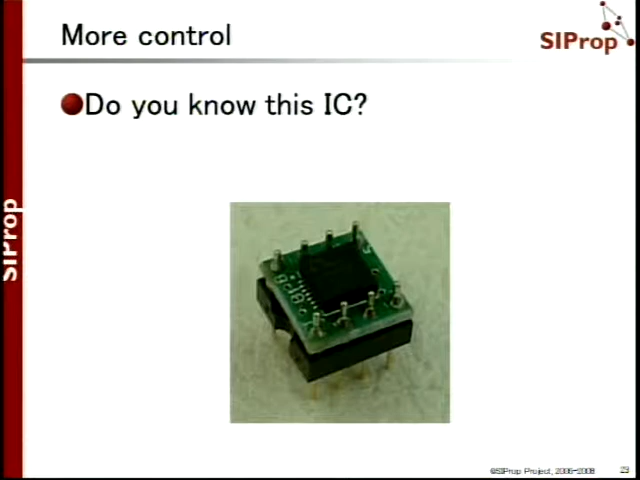 More control
SIProp
Do you know this IC?
SIProp
©SIProp Project, 2006-2008
23